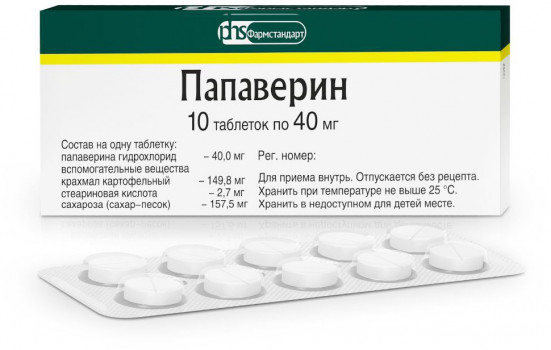 phs Фармстандарт
Папаверин
10 таблеток по 40 мг
Состав на одну таблетку:
папаверина гидрохлорид – 40,0 мг
вспомогательные вещества
крахмал картофельный – 149,8 мг
стеариновая кислота – 2,7 мг
сахароза (сахар-песок) – 157,5 мг
Рег. номер:
Для приема внутрь. Отпускается без рецепта.
Хранить при температуре не выше 25 °С.
Хранить в недоступном для детей месте.